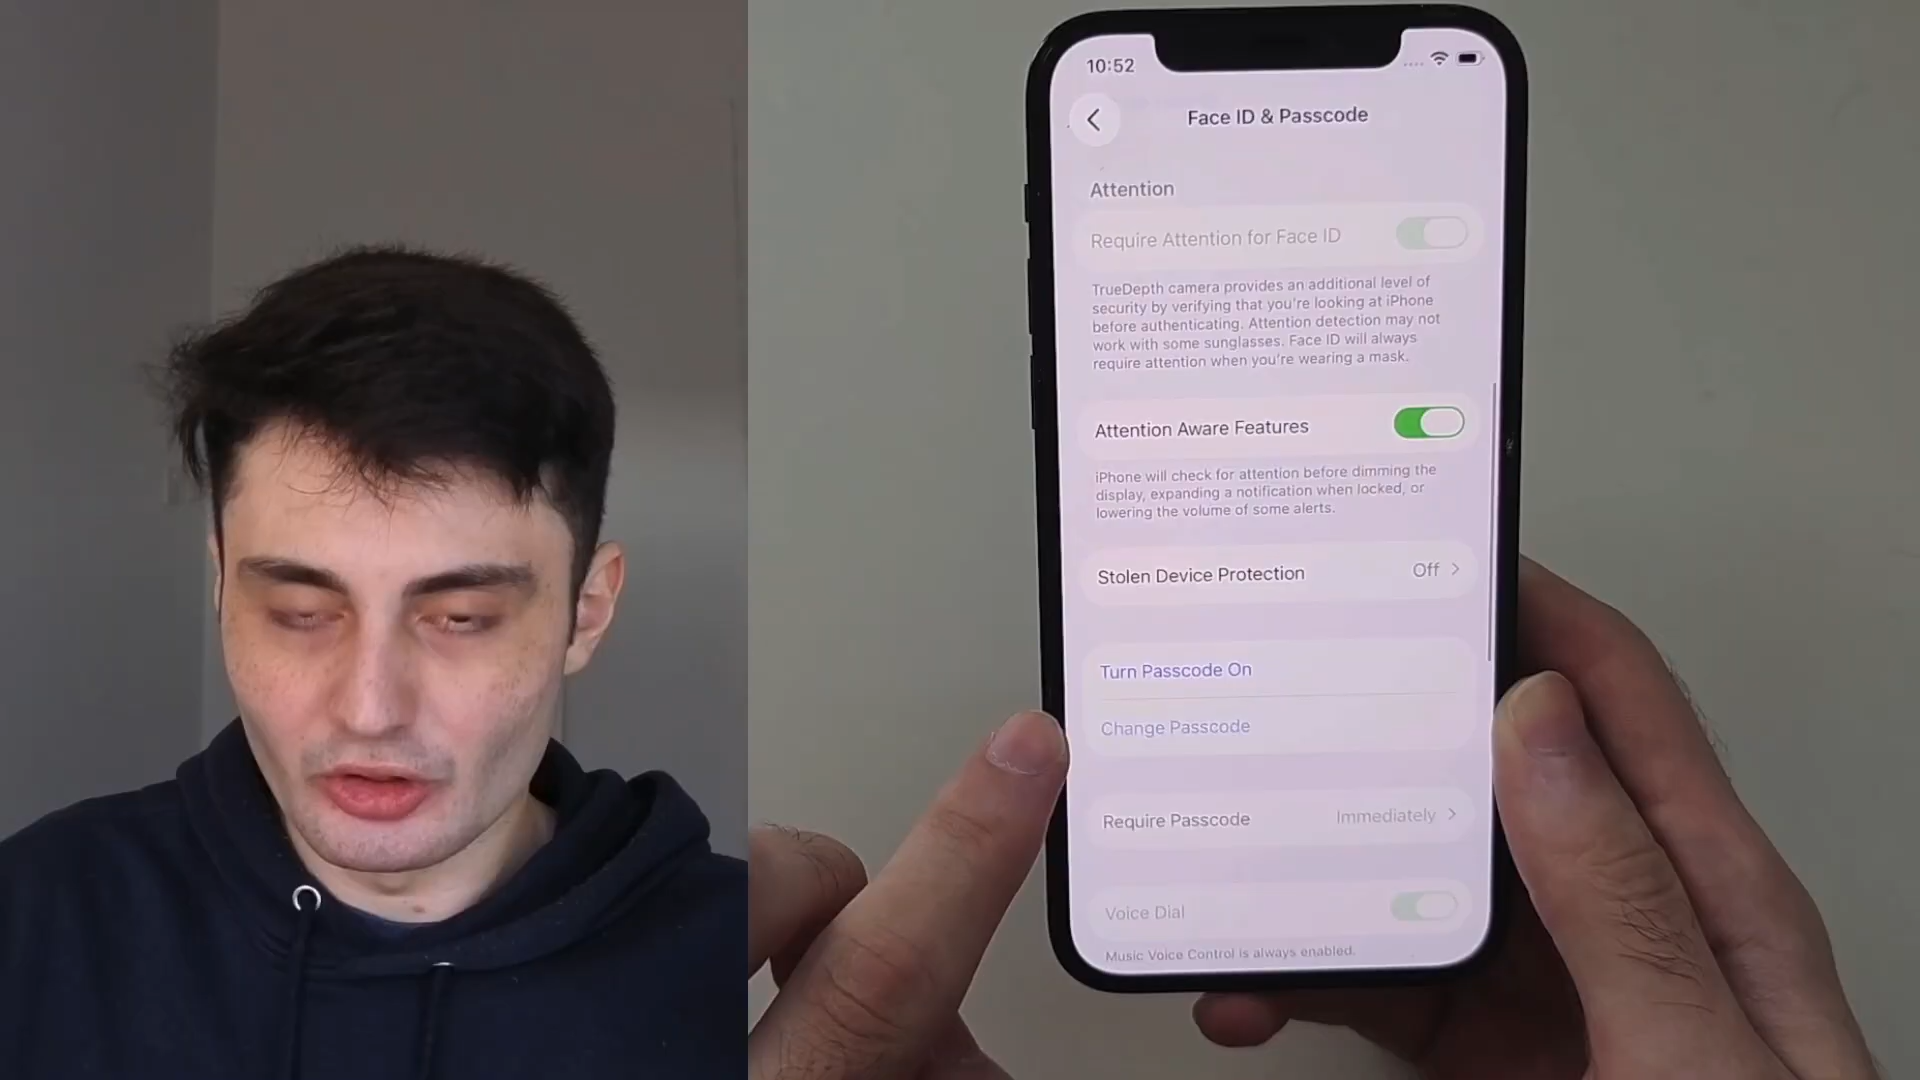 10:52
Face ID & Passcode
Attention
Require Attention for Face ID
TrueDepth camera provides an additional level of
security by verifying that you're looking at iPhone
before authenticating. Attention detection may not
work with some sunglasses. Face ID will always
require attention when you're wearing a mask.
Attention Aware Features
iPhone will check for attention before dimming the
display, expanding a notification when locked, or
lowering the volume of some alerts.
Stolen Device Protection Off
Turn Passcode On
Change Passcode
Require Passcode Immediately
Voice Dial
Music Voice Control is always enabled.